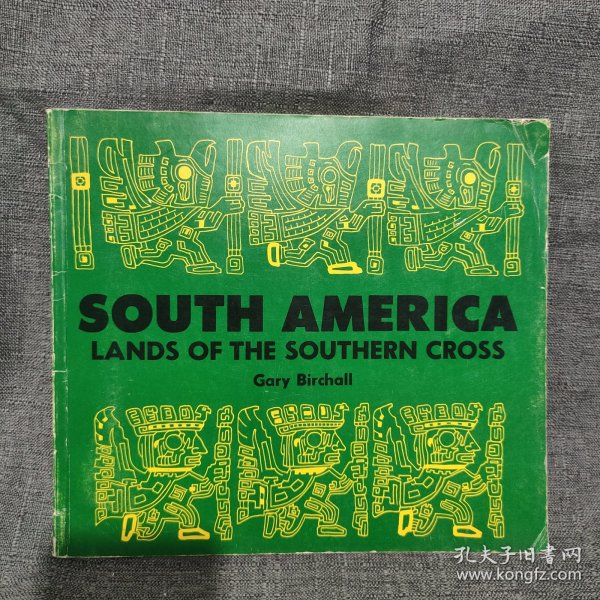 SOUTH AMERICA
LANDS OF THE SOUTHERN CROSS
Gary Birchall
孔夫子旧书网
www.kongfz.com